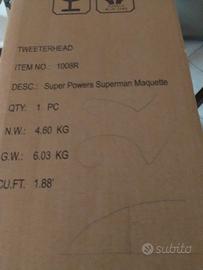 TWEETERHEAD
ITEM NO.: 1008R
DESC.: Super Powers Superman Maquette
QTY: 1 PC
N.W.: 4.60 KG
G.W.: 6.03 KG
CU.FT. 1.88'
subito